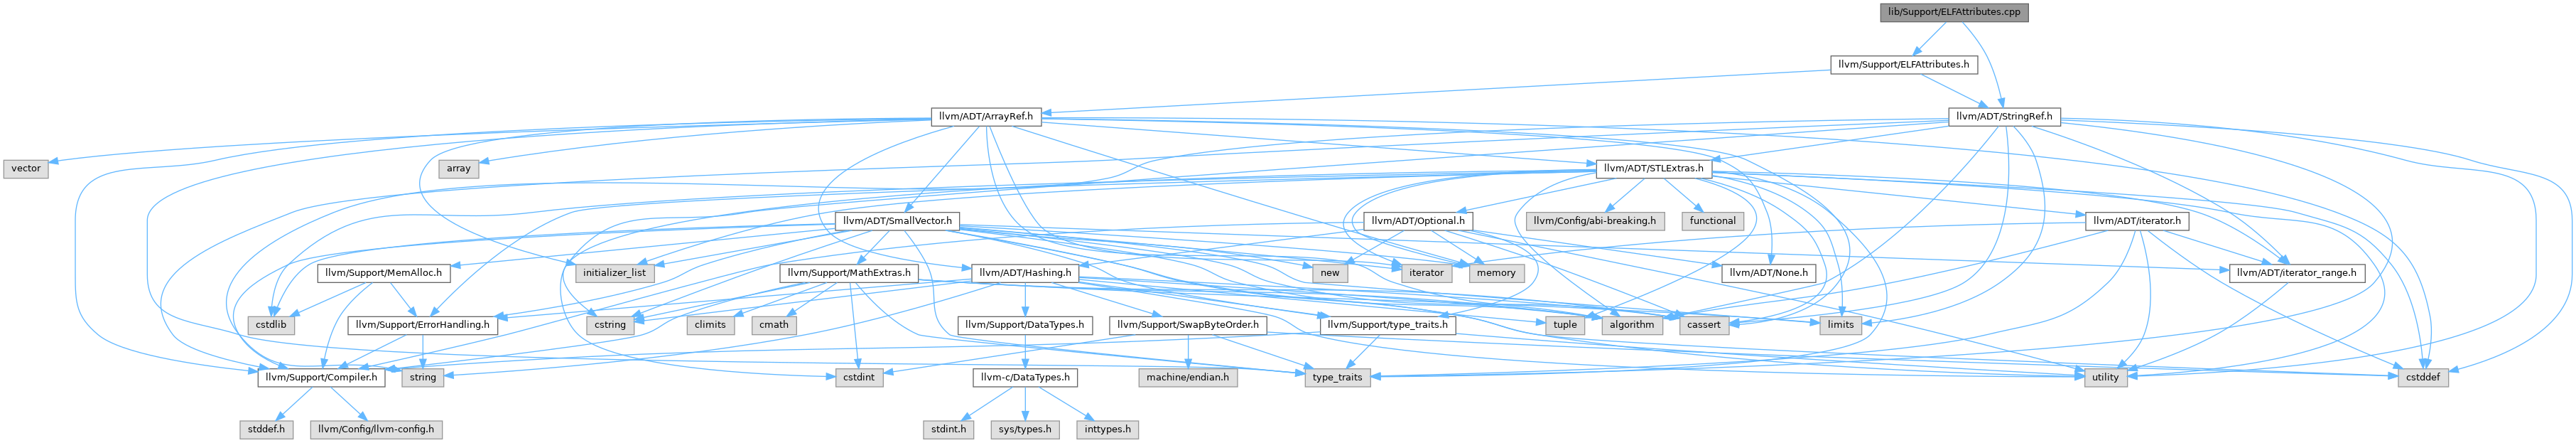 lib/Support/ELFAttributes.cpp
llvm/Support/ELFAttributes.h
llvm/ADT/ArrayRef.h
llvm/ADT/StringRef.h
vector
array
llvm/ADT/STLExtras.h
llvm/ADT/SmallVector.h
llvm/ADT/Optional.h
llvm/Config/abi-breaking.h
functional
llvm/ADT/iterator.h
llvm/Support/MemAlloc.h
initializer_list
llvm/Support/MathExtras.h
llvm/ADT/Hashing.h
new
iterator
memory
llvm/ADT/None.h
llvm/ADT/iterator_range.h
cstdlib
llvm/Support/ErrorHandling.h
cstring
climits
cmath
llvm/Support/DataTypes.h
llvm/Support/SwapByteOrder.h
tuple
algorithm
llvm/Support/type_traits.h
cassert
limits
llvm/Support/Compiler.h
string
cstdint
llvm-c/DataTypes.h
machine/endian.h
type_traits
utility
cstddef
stddef.h
llvm/Config/llvm-config.h
stdint.h
sys/types.h
inttypes.h